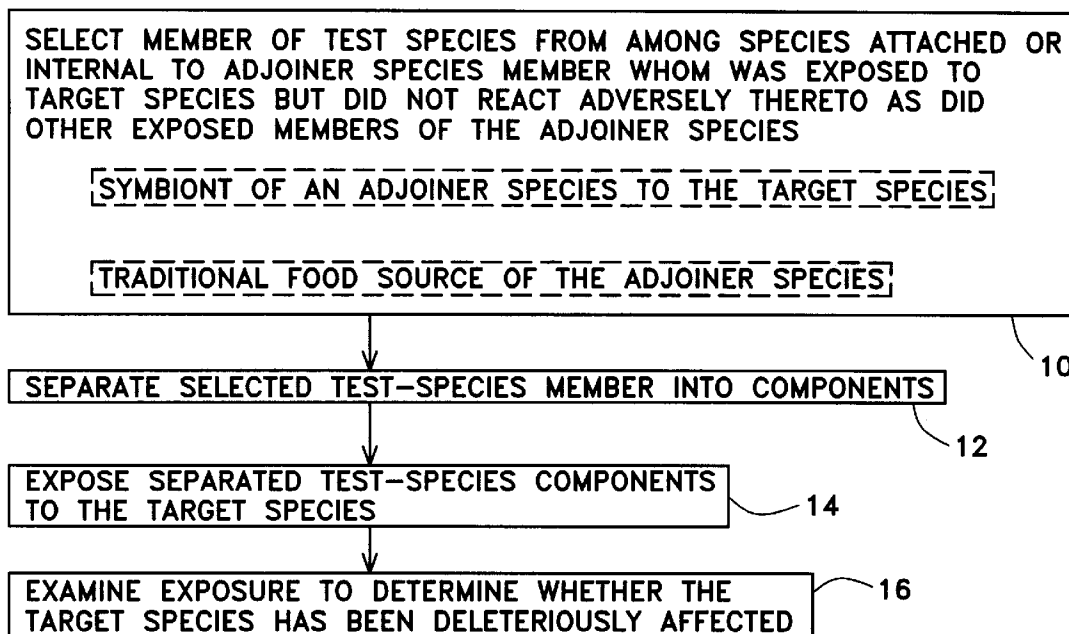 SELECT MEMBER OF TEST SPECIES FROM AMONG SPECIES ATTACHED OR
INTERNAL TO ADJOINER SPECIES MEMBER WHOM WAS EXPOSED TO
TARGET SPECIES BUT DID NOT REACT ADVERSELY THERETO AS DID
OTHER EXPOSED MEMBERS OF THE ADJOINER SPECIES
SYMBIONT OF AN ADJOINER SPECIES TO THE TARGET SPECIES
TRADITIONAL FOOD SOURCE OF THE ADJOINER SPECIES
10
SEPARATE SELECTED TEST-SPECIES MEMBER INTO COMPONENTS
12
EXPOSE SEPARATED TEST-SPECIES COMPONENTS
TO THE TARGET SPECIES
14
EXAMINE EXPOSURE TO DETERMINE WHETHER THE
TARGET SPECIES HAS BEEN DELETERIOUSLY AFFECTED
16